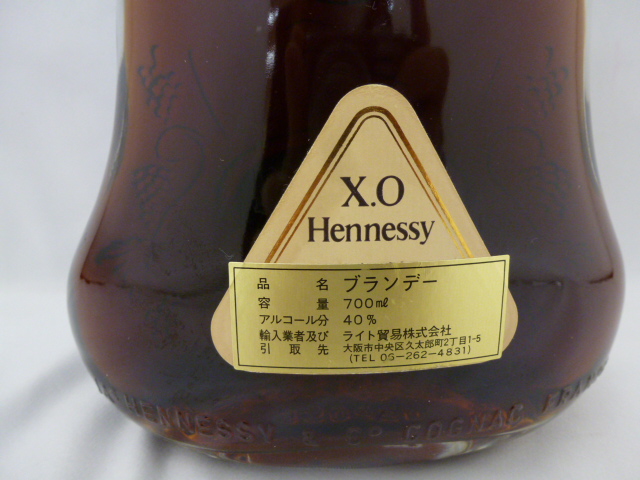 X.O
Hennessy
品名 ブランデー
容量 700㎖
アルコール分 40%
輸入業者及び ライト貿易株式会社
引取先 大阪市中央区久太郎町2丁目1-5
(TEL 06-262-4831)
HENNESSY & Cº COGNAC FRANCE